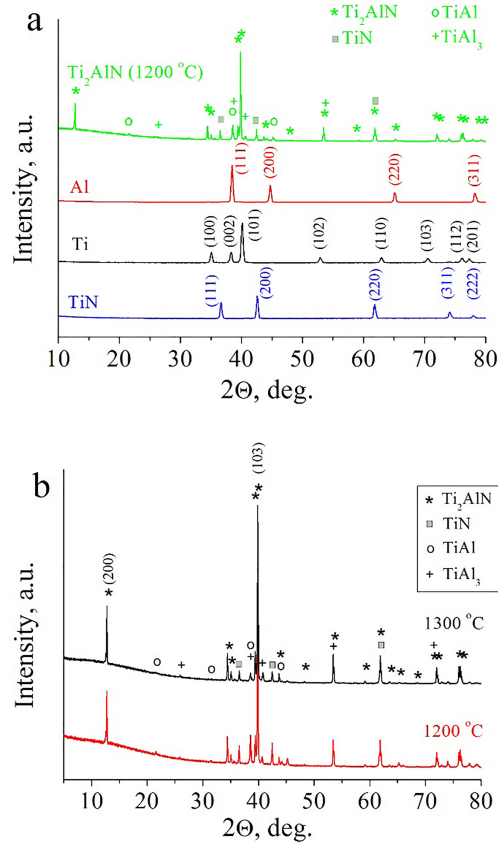 a
* Ti₂AlN o TiAl
■ TiN + TiAl₃
Ti₂AlN (1200 °C)
Al
(111)
(200)
(220)
(311)
Ti
(100)
(002)
(101)
(102)
(110)
(103)
(112)
(201)
TiN
(111)
(200)
(220)
(311)
(222)
Intensity, a.u.
10 20 30 40 50 60 70 80
2Θ, deg.
b
(200)
(103)
* Ti₂AlN
■ TiN
o TiAl
+ TiAl₃
1300 °C
1200 °C
Intensity, a.u.
10 20 30 40 50 60 70 80
2Θ, deg.